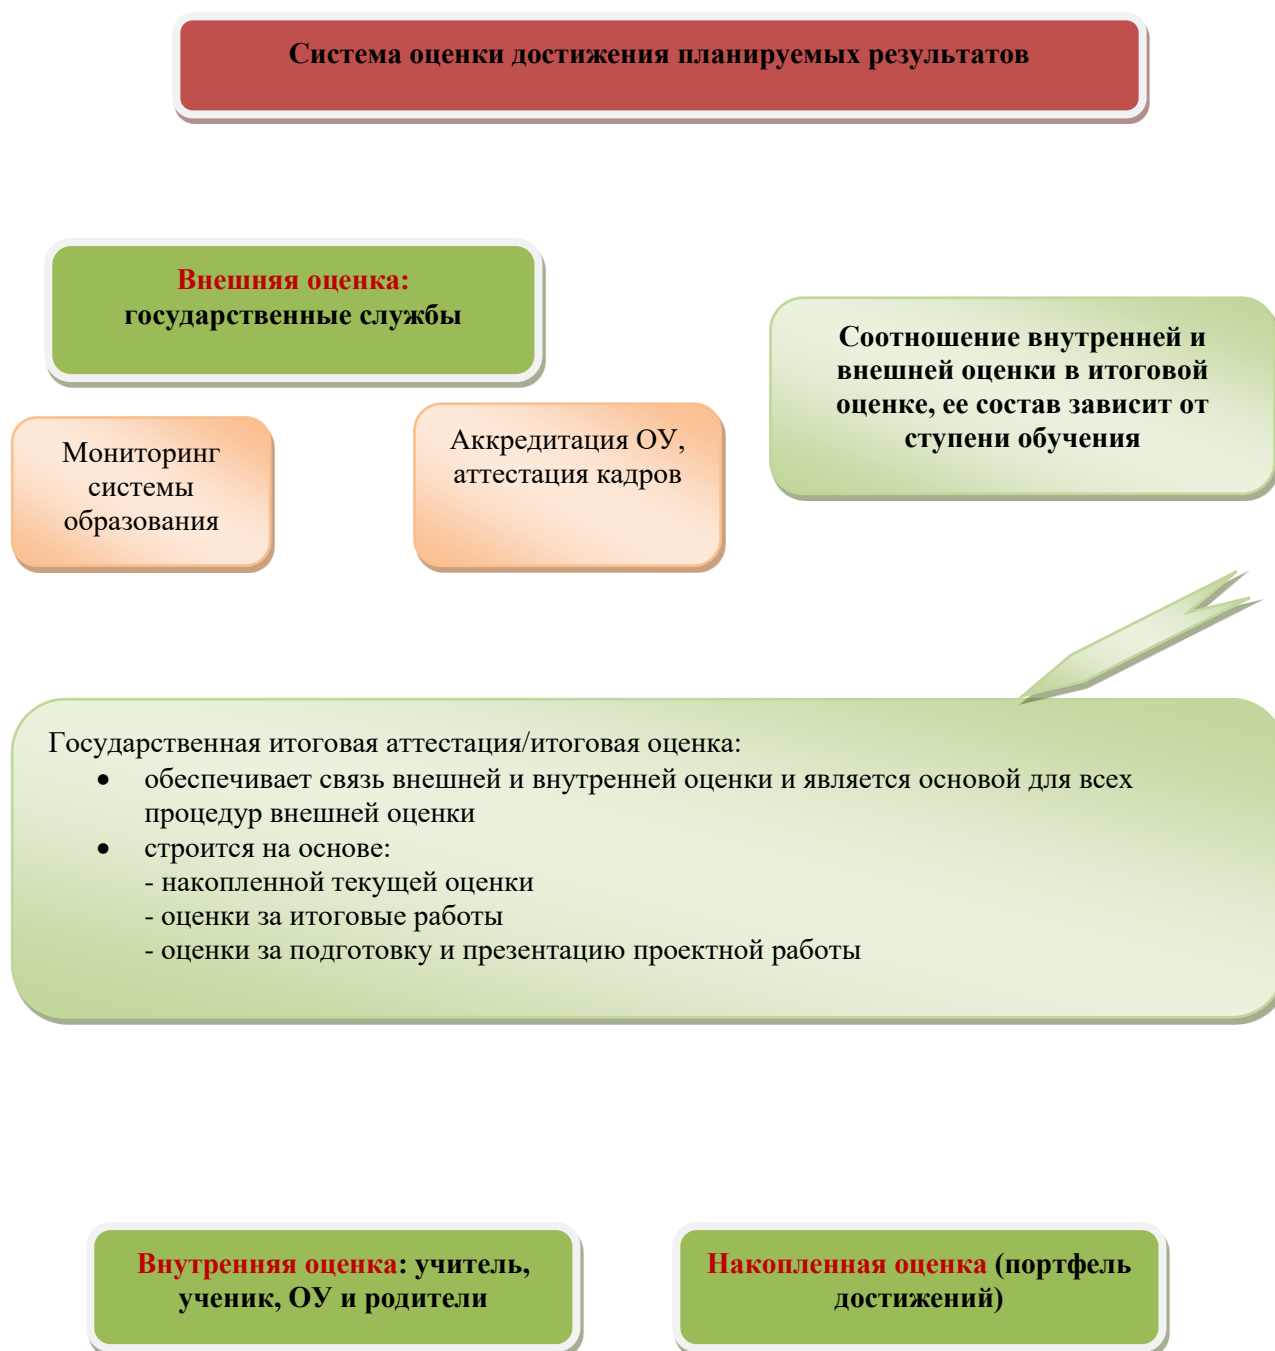 Система оценки достижения планируемых результатов
Внешняя оценка:
государственные службы
Соотношение внутренней и
внешней оценки в итоговой
оценке, ее состав зависит от
ступени обучения
Мониторинг
системы
образования
Аккредитация ОУ,
аттестация кадров
Государственная итоговая аттестация/итоговая оценка:
• обеспечивает связь внешней и внутренней оценки и является основой для всех
процедур внешней оценки
• строится на основе:
- накопленной текущей оценки
- оценки за итоговые работы
- оценки за подготовку и презентацию проектной работы
Внутренняя оценка: учитель,
ученик, ОУ и родители
Накопленная оценка (портфель
достижений)